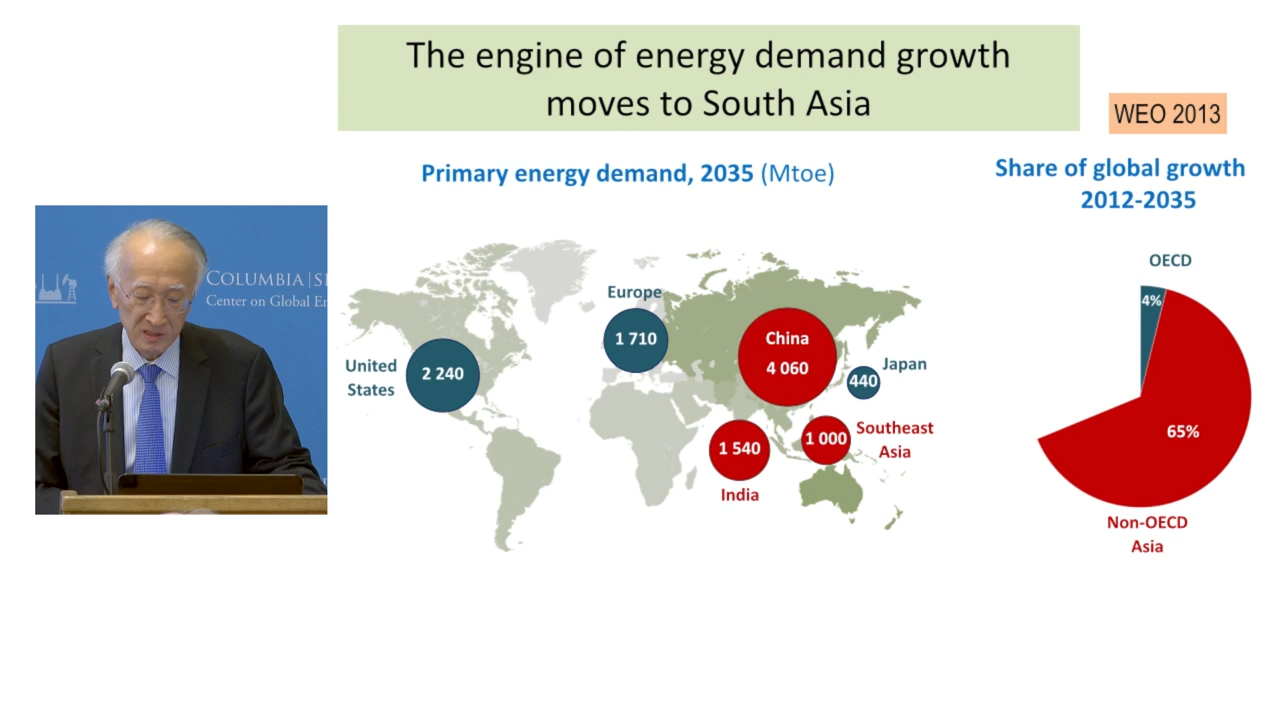 The engine of energy demand growth
moves to South Asia
WEO 2013
Primary energy demand, 2035 (Mtoe)
Share of global growth
2012-2035
COLUMBIA|S
Center on Global E
United
States
2 240
Europe
1 710
China
4 060
440
Japan
1 540
India
1 000
Southeast
Asia
OECD
4%
65%
Non-OECD
Asia